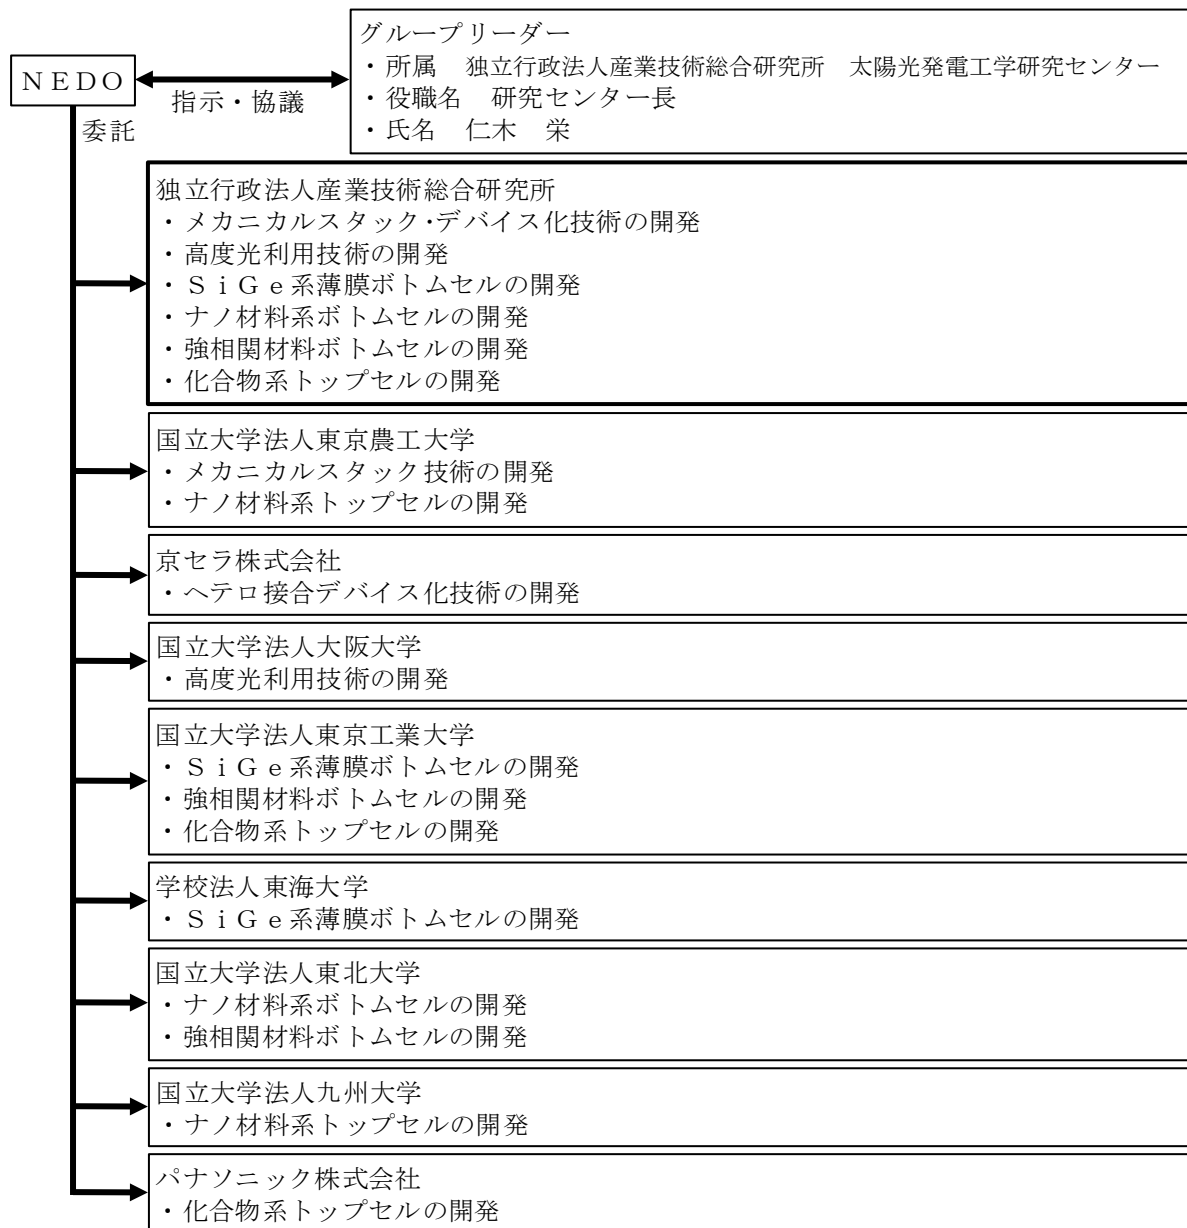 グループリーダー
・所属　独立行政法人産業技術総合研究所　太陽光発電工学研究センター
・役職名　研究センター長
・氏名　仁木　栄
ＮＥＤＯ
指示・協議
委託
独立行政法人産業技術総合研究所
・メカニカルスタック・デバイス化技術の開発
・高度光利用技術の開発
・ＳｉＧｅ系薄膜ボトムセルの開発
・ナノ材料系ボトムセルの開発
・強相関材料ボトムセルの開発
・化合物系トップセルの開発
国立大学法人東京農工大学
・メカニカルスタック技術の開発
・ナノ材料系トップセルの開発
京セラ株式会社
・ヘテロ接合デバイス化技術の開発
国立大学法人大阪大学
・高度光利用技術の開発
国立大学法人東京工業大学
・ＳｉＧｅ系薄膜ボトムセルの開発
・強相関材料ボトムセルの開発
・化合物系トップセルの開発
学校法人東海大学
・ＳｉＧｅ系薄膜ボトムセルの開発
国立大学法人東北大学
・ナノ材料系ボトムセルの開発
・強相関材料ボトムセルの開発
国立大学法人九州大学
・ナノ材料系トップセルの開発
パナソニック株式会社
・化合物系トップセルの開発